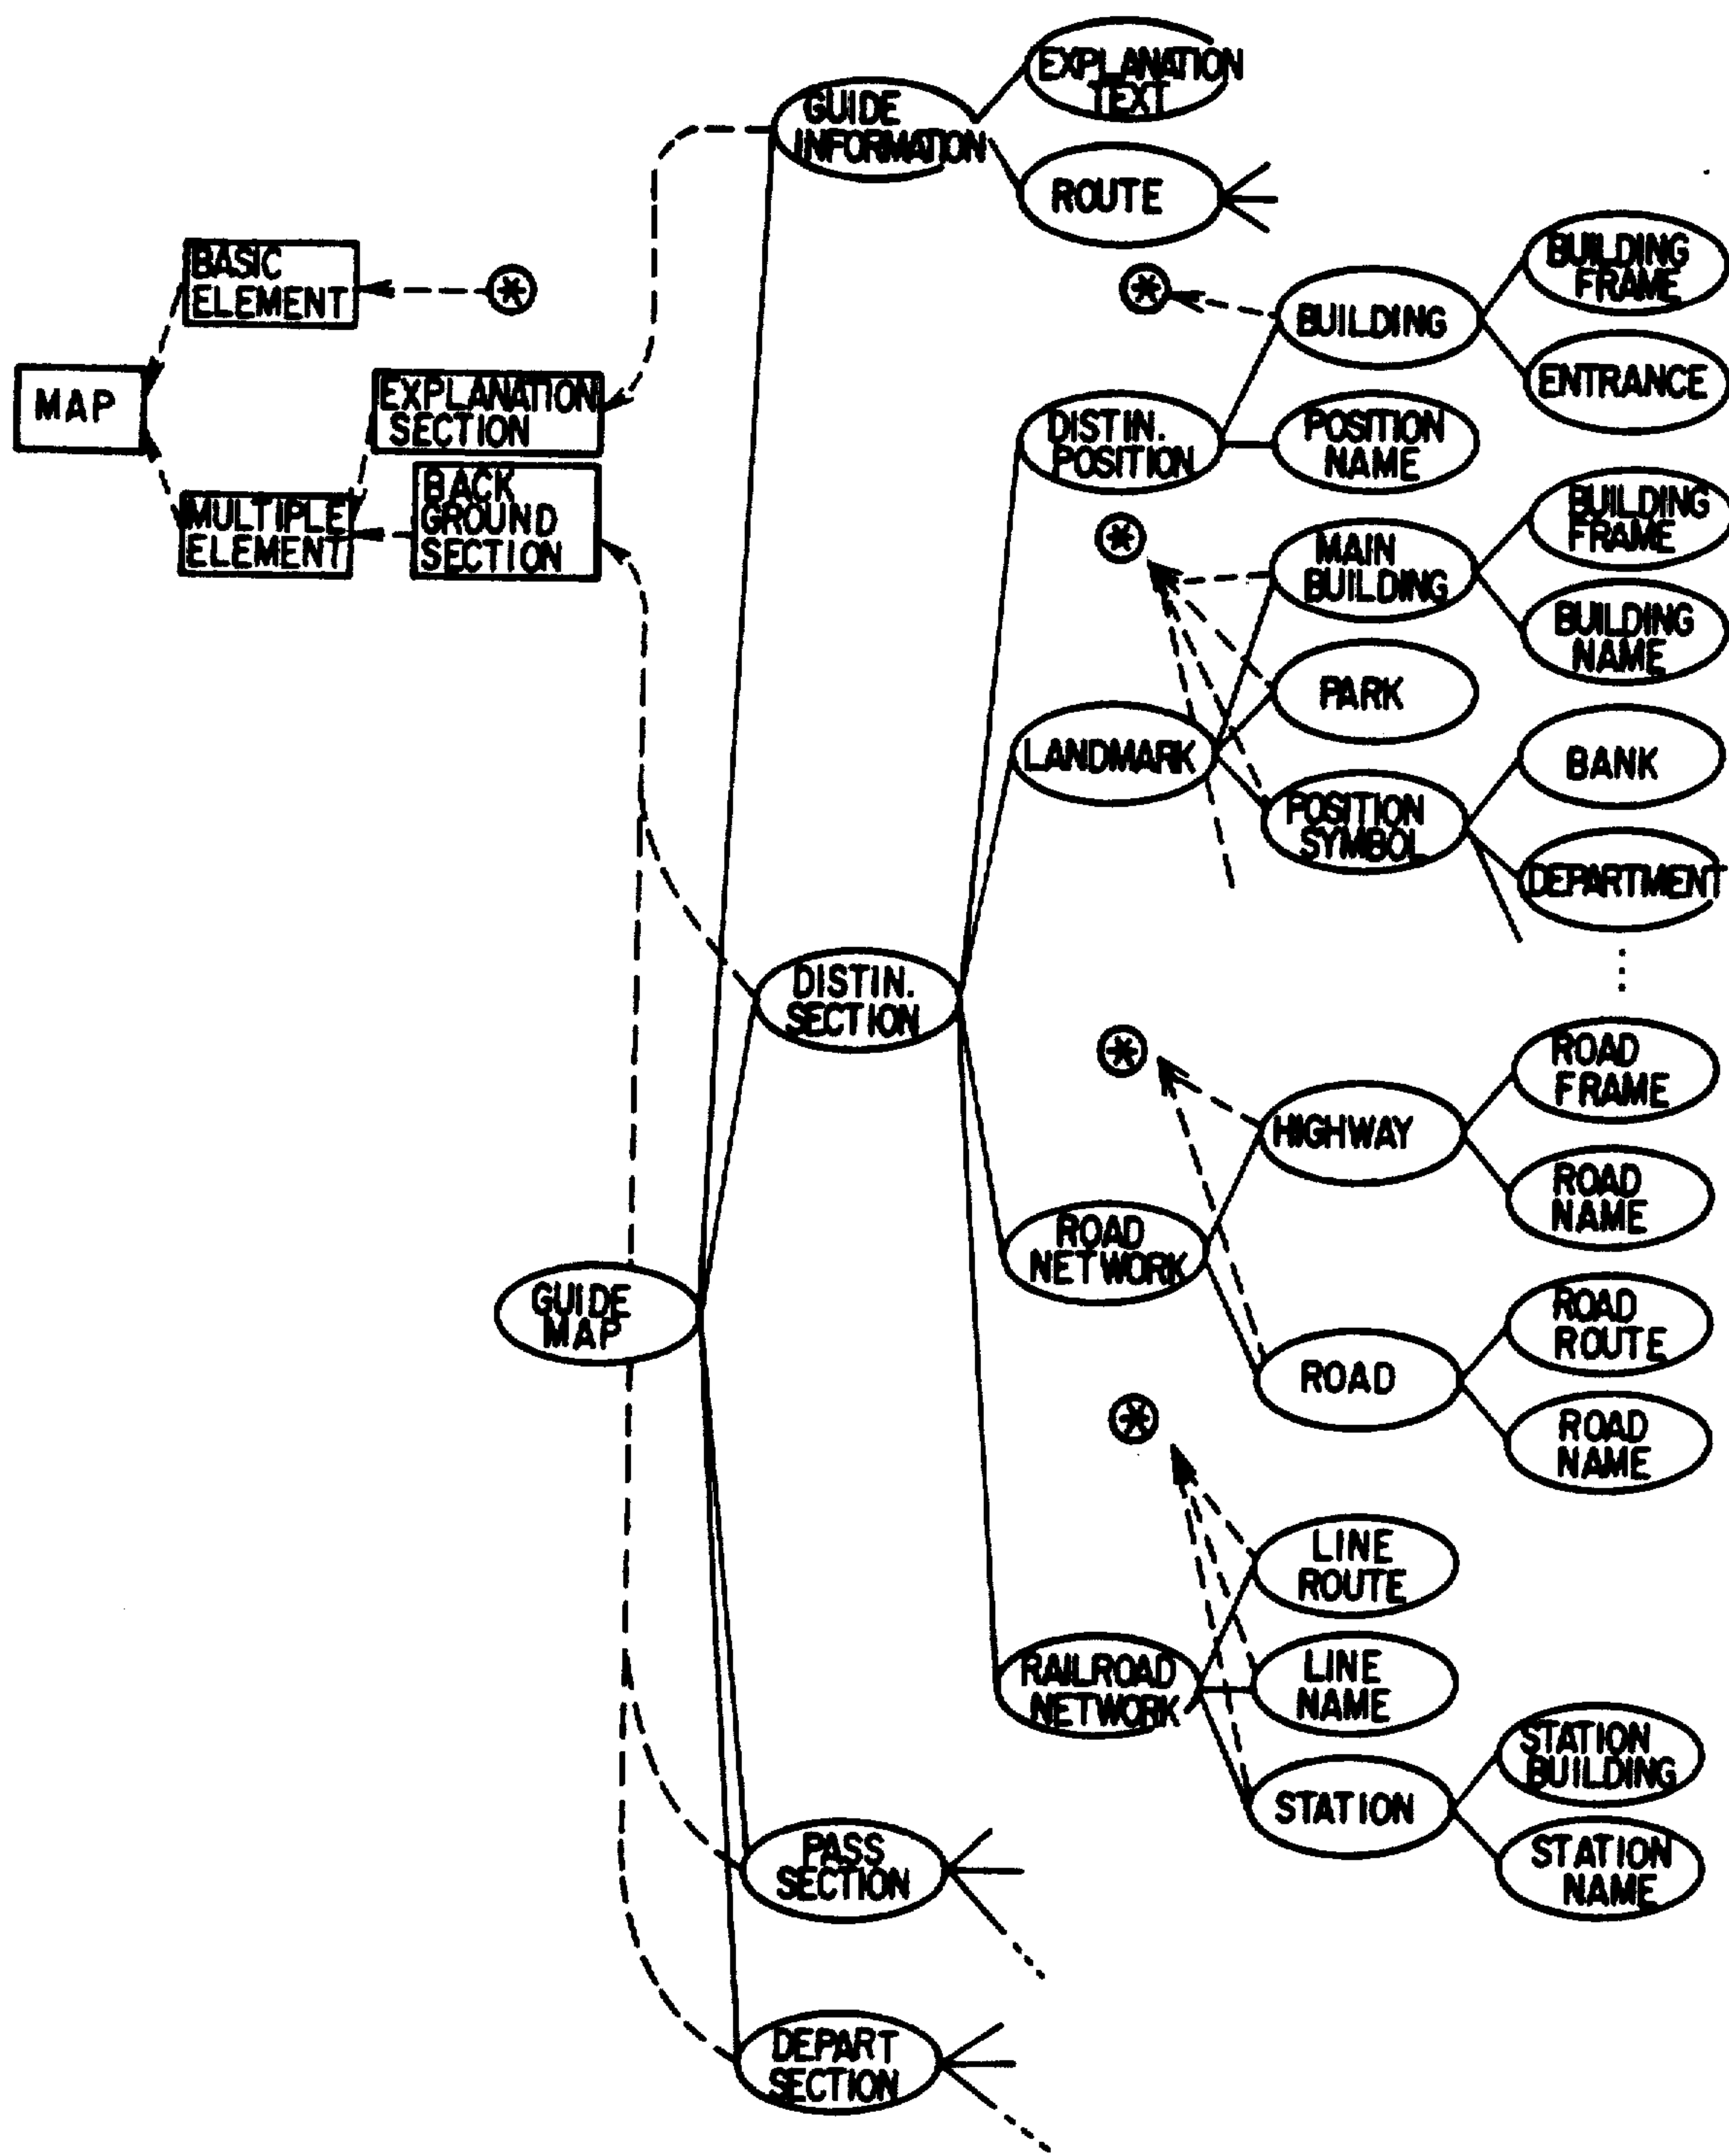 MAP
BASIC
ELEMENT
MULTIPLE
ELEMENT
EXPLANATION
SECTION
BACK
GROUND
SECTION
GUIDE
MAP
GUIDE
INFORMATION
EXPLANATION
TEXT
ROUTE
DISTIN.
SECTION
DISTIN.
POSITION
BUILDING
BUILDING
FRAME
ENTRANCE
POSITION
NAME
LANDMARK
MAIN
BUILDING
BUILDING
FRAME
BUILDING
NAME
PARK
POSITION
SYMBOL
BANK
DEPARTMENT
ROAD
NETWORK
HIGHWAY
ROAD
FRAME
ROAD
NAME
ROAD
ROAD
ROUTE
ROAD
NAME
RAILROAD
NETWORK
LINE
ROUTE
LINE
NAME
STATION
STATION
BUILDING
STATION
NAME
PASS
SECTION
DEPART
SECTION